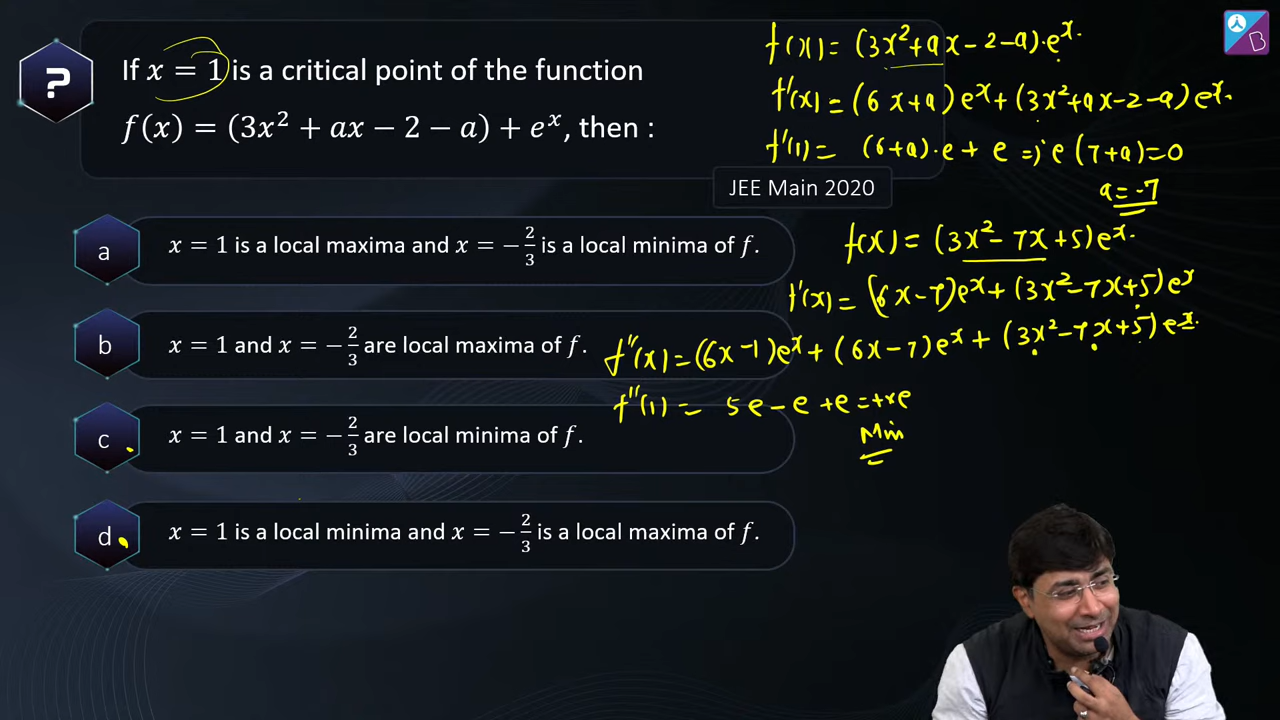 ?
If x = 1 is a critical point of the function
f(x) = (3x² + ax − 2 − a) + eˣ, then :
JEE Main 2020
a x = 1 is a local maxima and x = −2/3 is a local minima of f.
b x = 1 and x = −2/3 are local maxima of f.
c x = 1 and x = −2/3 are local minima of f.
d x = 1 is a local minima and x = −2/3 is a local maxima of f.
f(x) = (3x²+ax−2−a)·eˣ.
f'(x) = (6x+a)eˣ+(3x²+ax−2−a)eˣ.
f'(1) = (6+a)·e + e ⇒ e(7+a)=0
a = −7
f(x) = (3x²−7x+5)eˣ.
f'(x) = (6x−7)eˣ+(3x²−7x+5)eˣ
f''(x) = (6x−1)eˣ+(6x−7)eˣ+(3x²−7x+5)eˣ.
f''(1) = 5e−e+e=+ve
Min
B